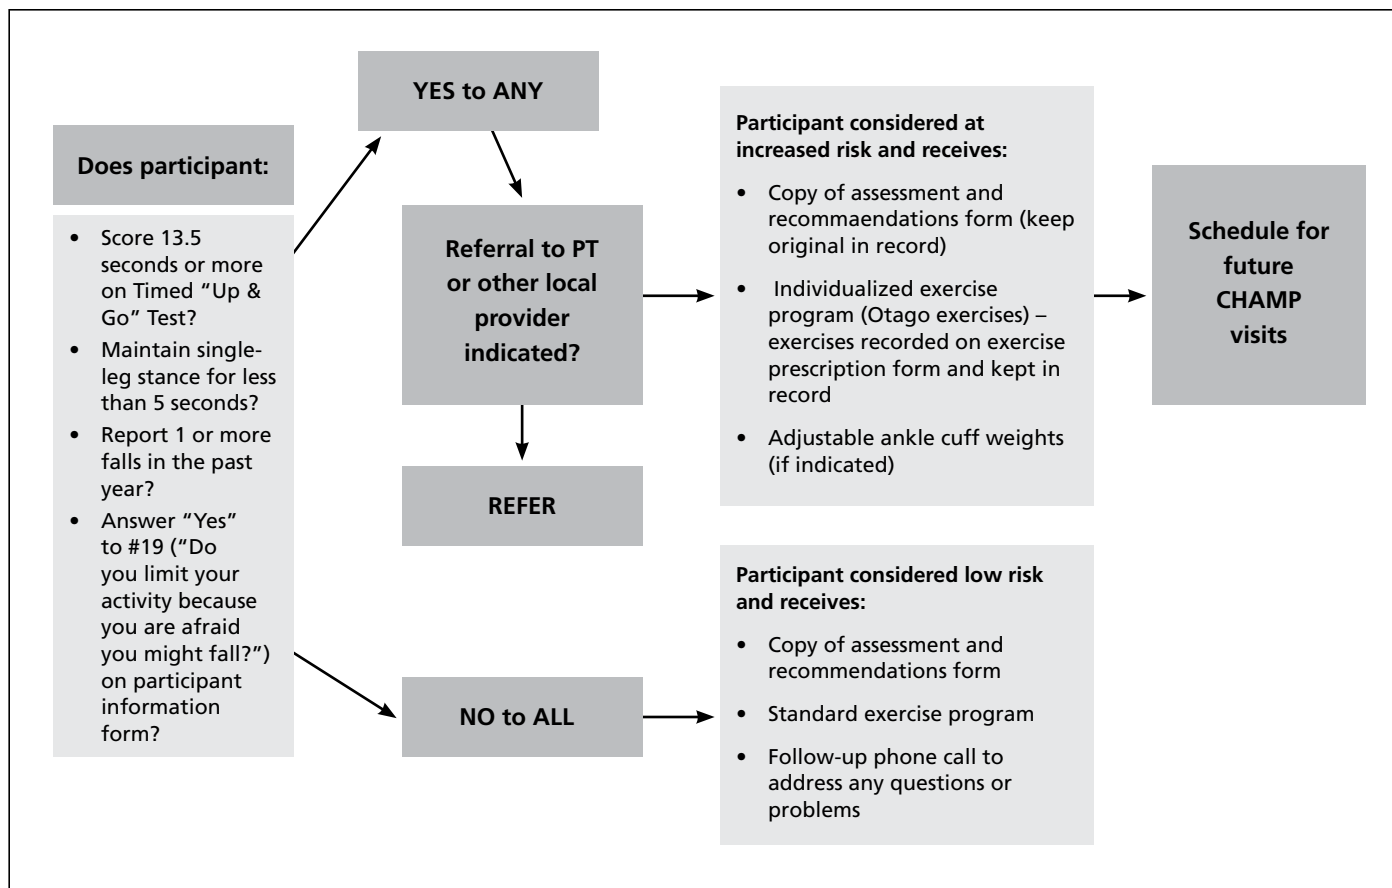 Does participant:
• Score 13.5
seconds or more
on Timed “Up &
Go” Test?
• Maintain single-
leg stance for less
than 5 seconds?
• Report 1 or more
falls in the past
year?
• Answer “Yes”
to #19 (“Do
you limit your
activity because
you are afraid
you might fall?”)
on participant
information
form?
YES to ANY
Referral to PT
or other local
provider
indicated?
REFER
NO to ALL
Participant considered at
increased risk and receives:
• Copy of assessment and
recommaendations form (keep
original in record)
• Individualized exercise
program (Otago exercises) –
exercises recorded on exercise
prescription form and kept in
record
• Adjustable ankle cuff weights
(if indicated)
Participant considered low risk
and receives:
• Copy of assessment and
recommendations form
• Standard exercise program
• Follow-up phone call to
address any questions or
problems
Schedule for
future
CHAMP
visits